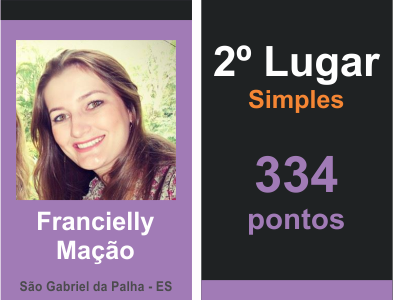 Francielly
Mação
São Gabriel da Palha - ES
2º Lugar
Simples
334
pontos